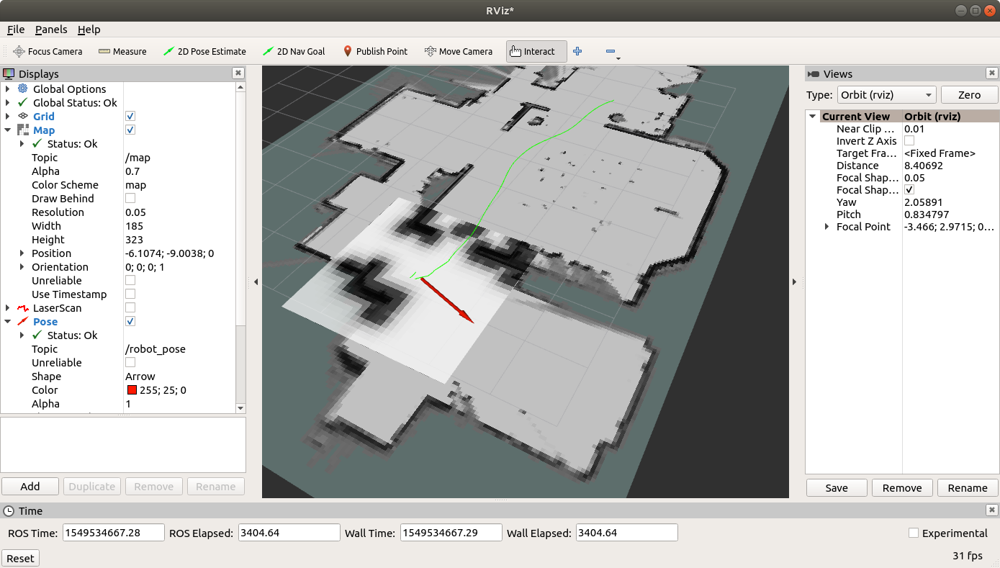 RViz*
File Panels Help
Focus Camera Measure 2D Pose Estimate 2D Nav Goal Publish Point Move Camera Interact
Displays
Global Options
Global Status: Ok
Grid
Map
Status: Ok
Topic /map
Alpha 0.7
Color Scheme map
Draw Behind
Resolution 0.05
Width 185
Height 323
Position -6.1074; -9.0038; 0
Orientation 0; 0; 0; 1
Unreliable
Use Timestamp
LaserScan
Pose
Status: Ok
Topic /robot_pose
Unreliable
Shape Arrow
Color 255; 25; 0
Alpha 1
Add Duplicate Remove Rename
Views
Type: Orbit (rviz) Zero
Current View Orbit (rviz)
Near Clip ... 0.01
Invert Z Axis
Target Fra... <Fixed Frame>
Distance 8.40692
Focal Shap... 0.05
Focal Shap...
Yaw 2.05891
Pitch 0.834797
Focal Point -3.466; 2.9715; 0...
Save Remove Rename
Time
ROS Time: 1549534667.28 ROS Elapsed: 3404.64 Wall Time: 1549534667.29 Wall Elapsed: 3404.64 Experimental
Reset 31 fps